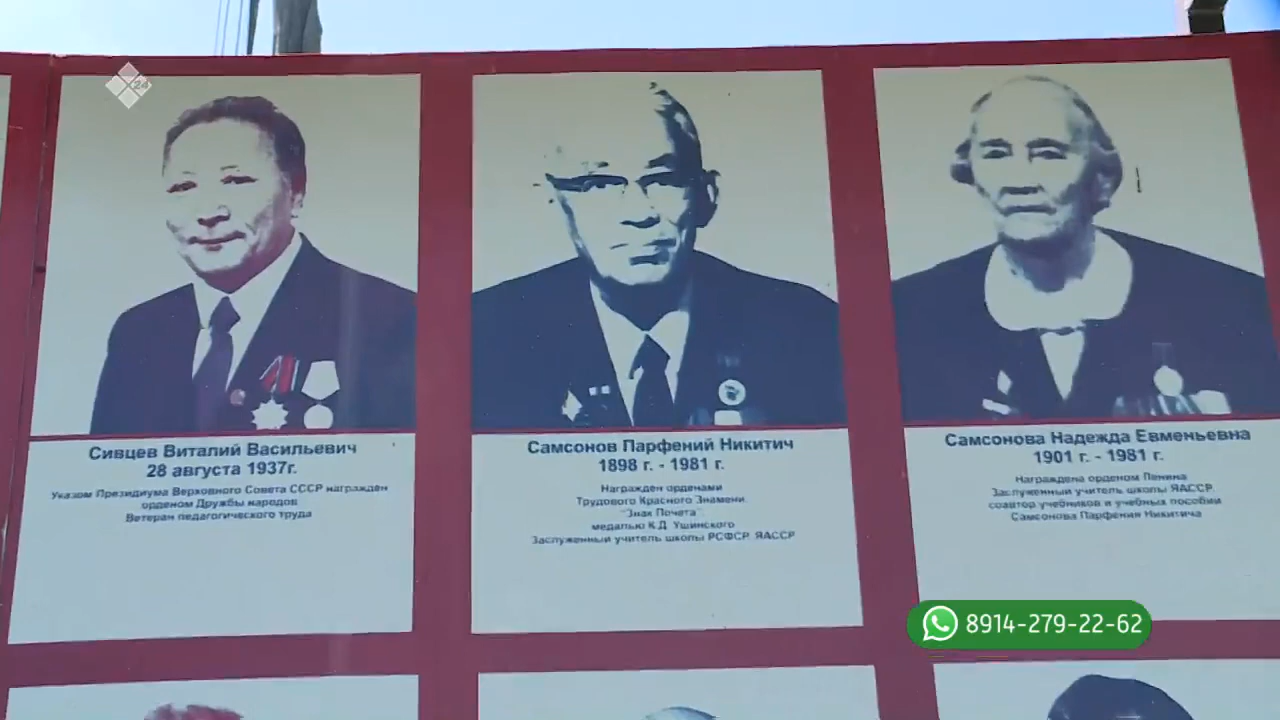 24
Сивцев Виталий Васильевич
28 августа 1937г.
Указом Президиума Верховного Совета СССР награжден
орденом Дружбы народов
Ветеран педагогического труда
Самсонов Парфений Никитич
1898 г. - 1981 г.
Награжден орденами
Трудового Красного Знамени
"Знак Почета"
медалью К.Д. Ушинского
Заслуженный учитель школы РСФСР, ЯАССР
Самсонова Надежда Евменьевна
1901 г. - 1981 г.
Награждена орденом Ленина
Заслуженный учитель школы ЯАССР,
соавтор учебников и учебных пособий
Самсонова Парфения Никитича
8914-279-22-62